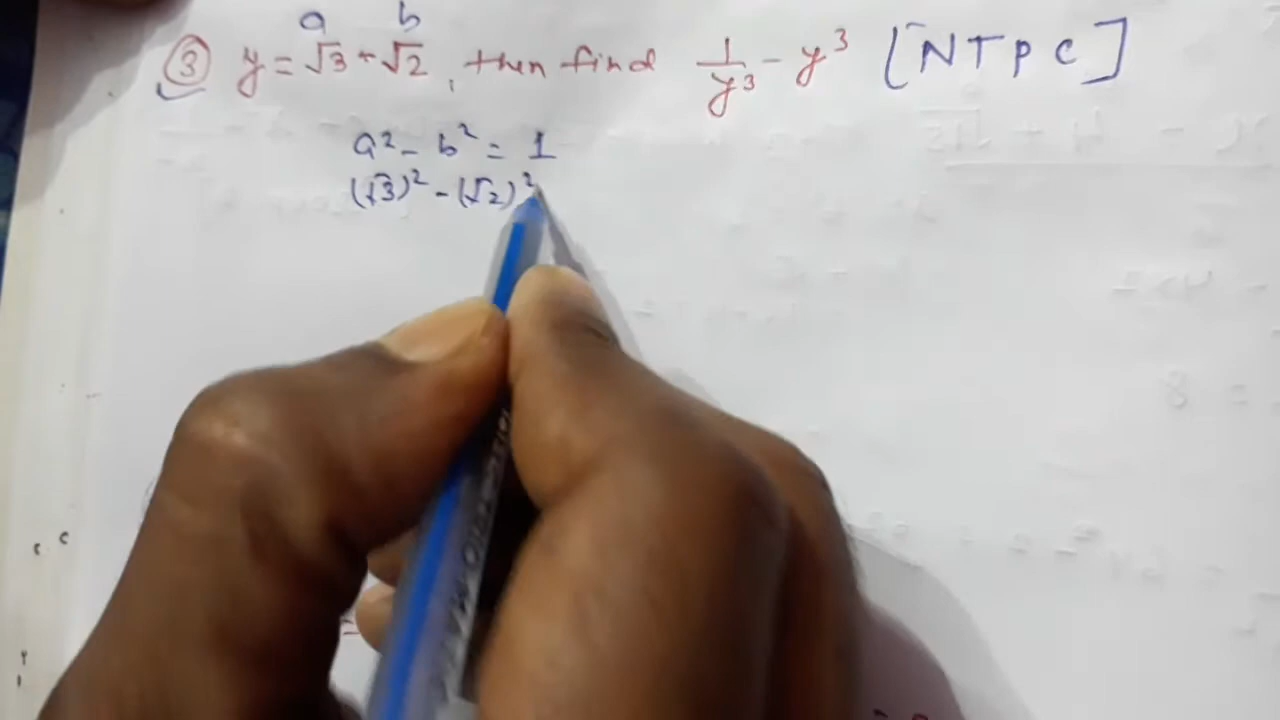 a b
③ y = √3 - √2, then find 1/y³ - y³ [NTPC]
a² - b² = 1
(√3)² - (√2)²